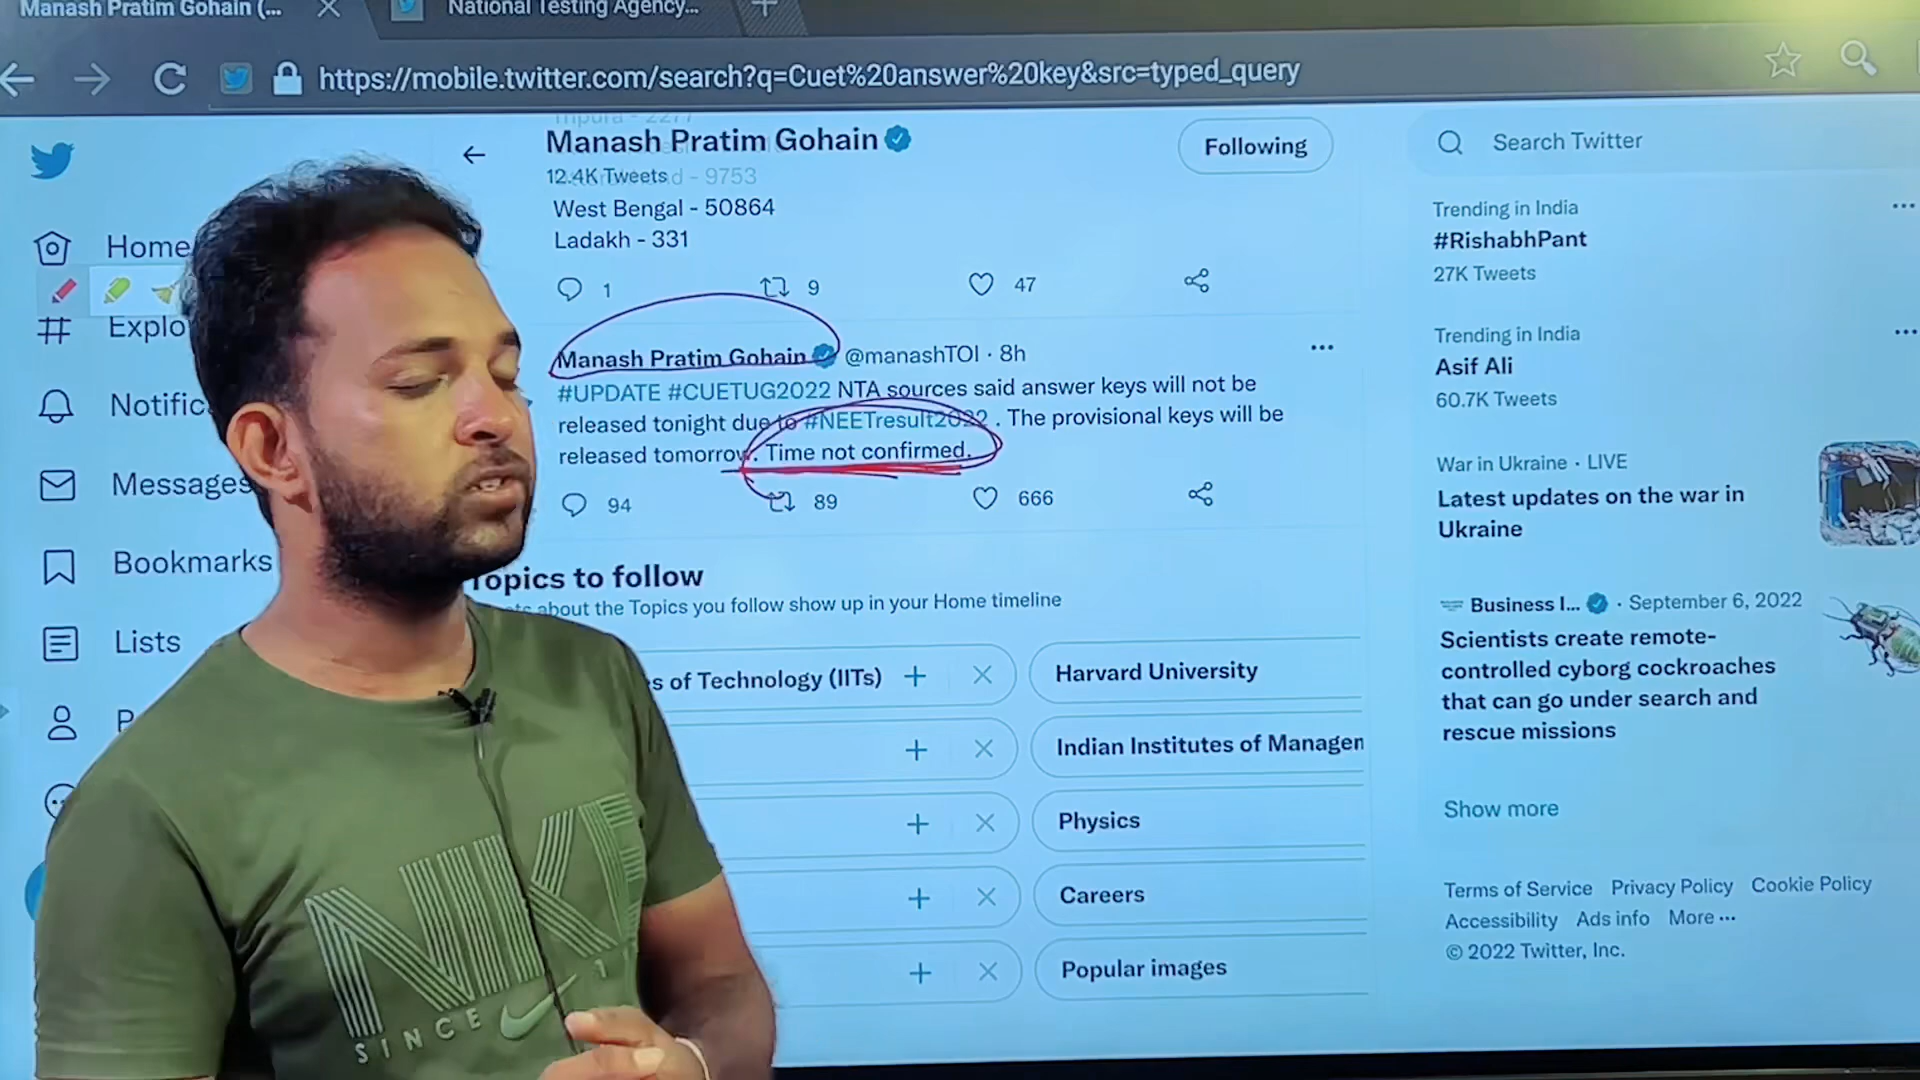 Manash Pratim Gohain (...
National Testing Agency...
https://mobile.twitter.com/search?q=Cuet%20answer%20key&src=typed_query
Manash Pratim Gohain
12.4K Tweets
- 9753
West Bengal - 50864
Ladakh - 331
1 9 47
Following
Manash Pratim Gohain @manashTOI · 8h
#UPDATE #CUETUG2022 NTA sources said answer keys will not be
released tonight due to #NEETresult2022 . The provisional keys will be
released tomorrow. Time not confirmed.
94 89 666
Topics to follow
about the Topics you follow show up in your Home timeline
s of Technology (IITs)
Harvard University
Indian Institutes of Managem
Physics
Careers
Popular images
Home
Explo
Notific
Messages
Bookmarks
Lists
P
Search Twitter
Trending in India
#RishabhPant
27K Tweets
Trending in India
Asif Ali
60.7K Tweets
War in Ukraine · LIVE
Latest updates on the war in
Ukraine
Business I... · September 6, 2022
Scientists create remote-
controlled cyborg cockroaches
that can go under search and
rescue missions
Show more
Terms of Service Privacy Policy Cookie Policy
Accessibility Ads info More ···
© 2022 Twitter, Inc.
NIKE
SINCE 1